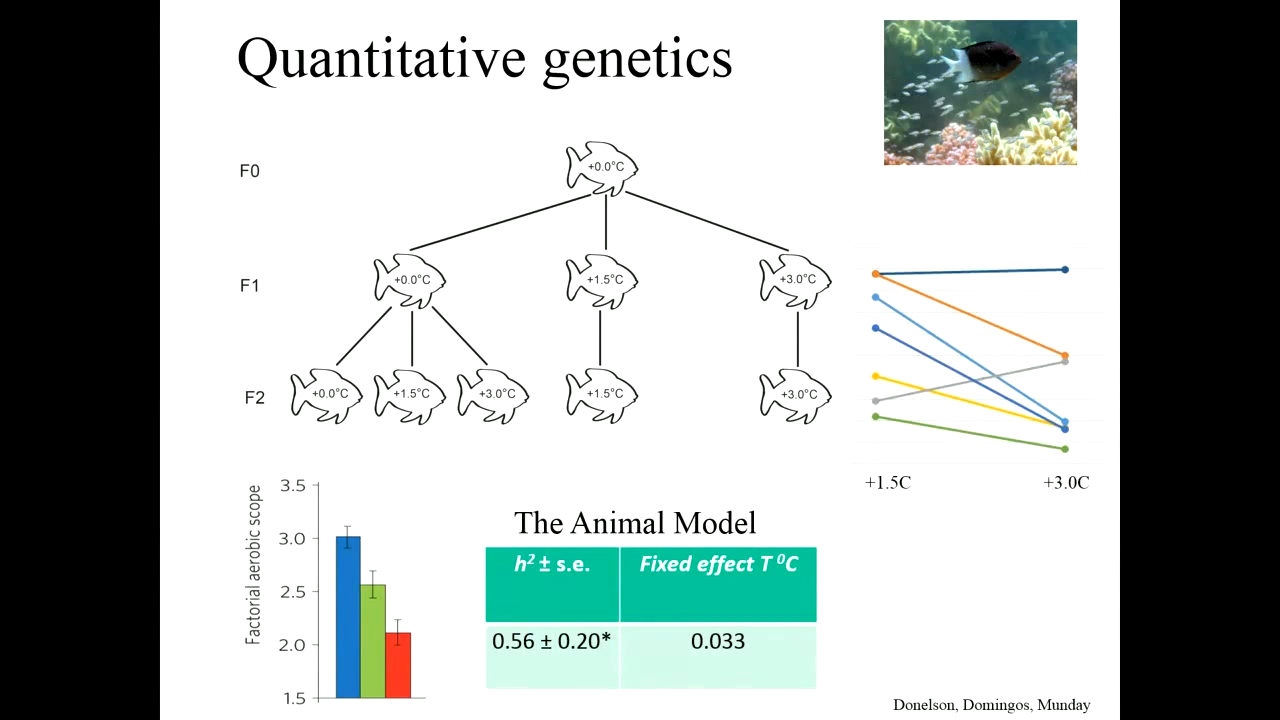 Quantitative genetics
F0
+0.0°C
F1
+0.0°C
+1.5°C
+3.0°C
F2
+0.0°C
+1.5°C
+3.0°C
+1.5°C
+3.0°C
+1.5C
+3.0C
Factorial aerobic scope
3.5
3.0
2.5
2.0
1.5
The Animal Model
h² ± s.e.
Fixed effect T ⁰C
0.56 ± 0.20*
0.033
Donelson, Domingos, Munday